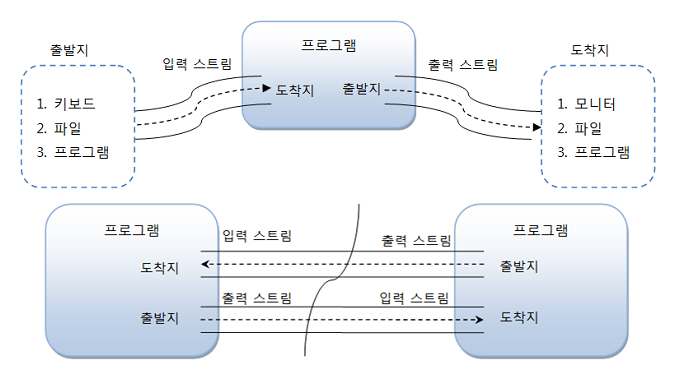 출발지
1. 키보드
2. 파일
3. 프로그램
입력 스트림
프로그램
도착지
출발지
출력 스트림
도착지
1. 모니터
2. 파일
3. 프로그램
프로그램
도착지
출발지
입력 스트림
출력 스트림
출력 스트림
입력 스트림
프로그램
출발지
도착지